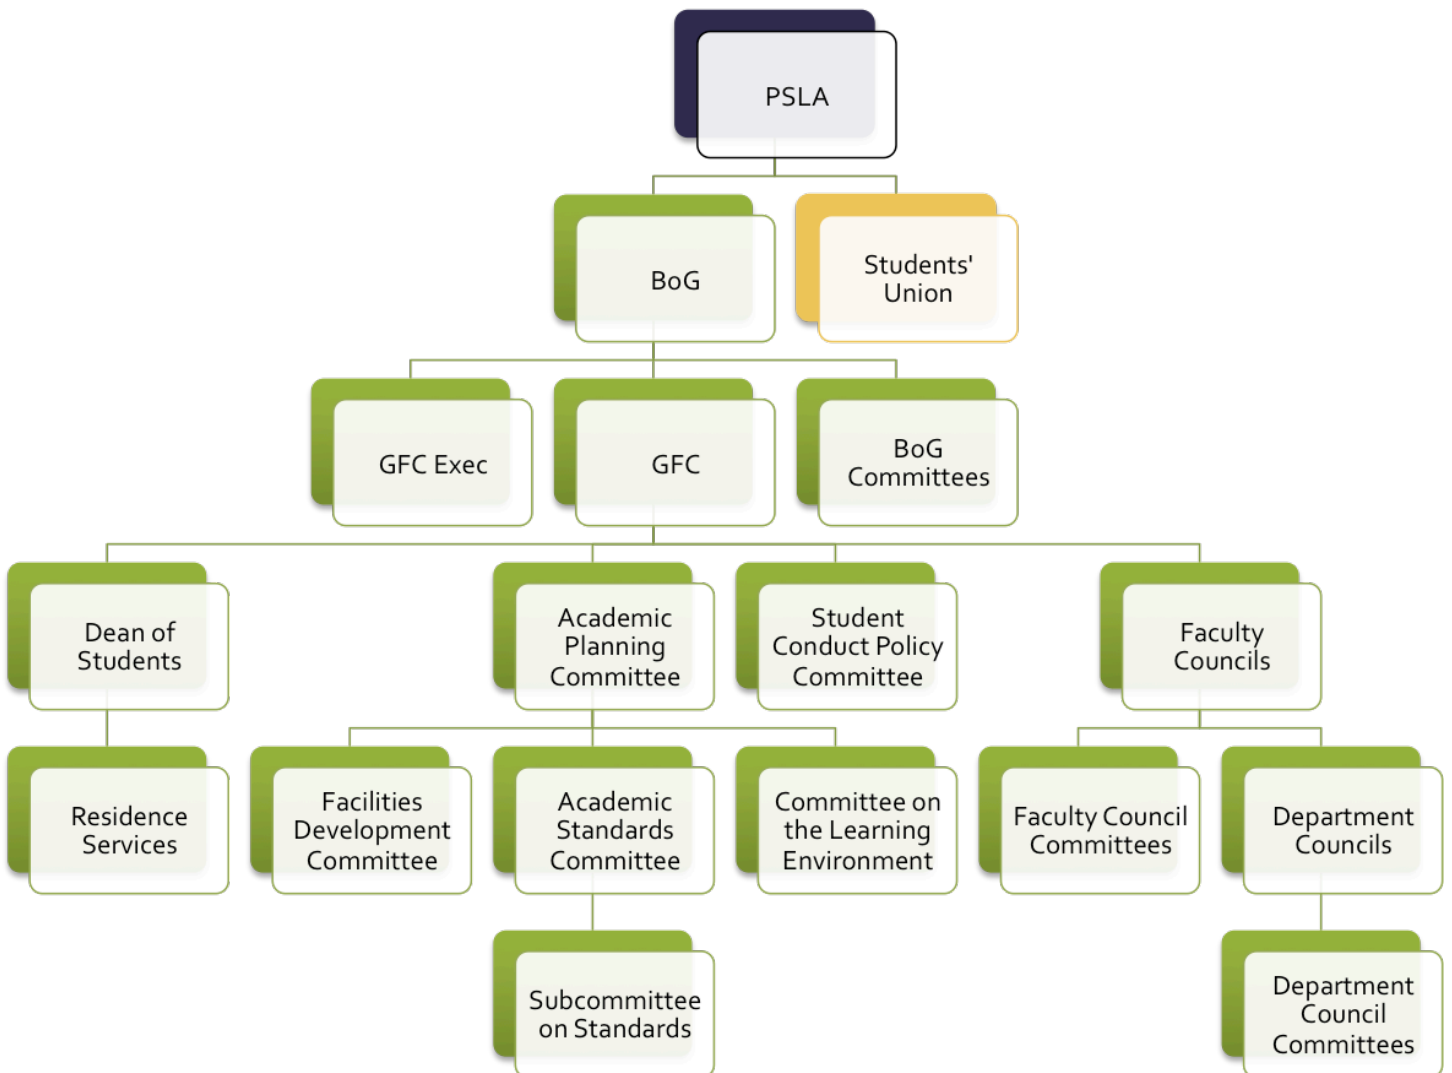 PSLA
BoG
Students'
Union
GFC Exec
GFC
BoG
Committees
Dean of
Students
Academic
Planning
Committee
Student
Conduct Policy
Committee
Faculty
Councils
Residence
Services
Facilities
Development
Committee
Academic
Standards
Committee
Committee on
the Learning
Environment
Faculty Council
Committees
Department
Councils
Subcommittee
on Standards
Department
Council
Committees